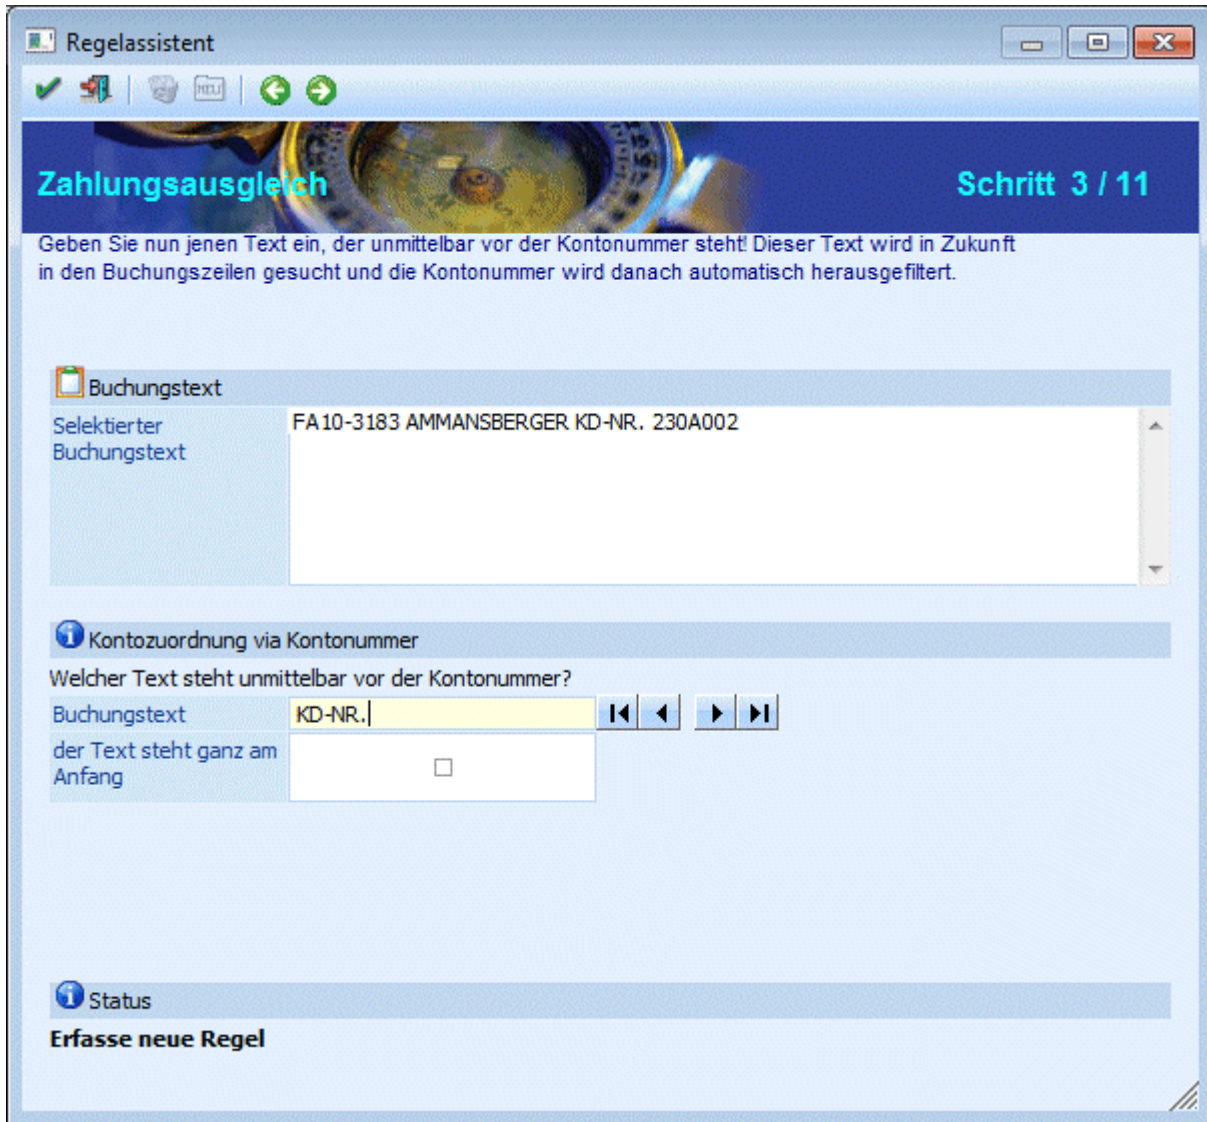 Regelassistent
NEU
Zahlungsausgleich
Schritt 3 / 11
Geben Sie nun jenen Text ein, der unmittelbar vor der Kontonummer steht! Dieser Text wird in Zukunft
in den Buchungszeilen gesucht und die Kontonummer wird danach automatisch herausgefiltert.
Buchungstext
Selektierter
Buchungstext
FA10-3183 AMMANSBERGER KD-NR. 230A002
Kontozuordnung via Kontonummer
Welcher Text steht unmittelbar vor der Kontonummer?
Buchungstext
KD-NR.
der Text steht ganz am
Anfang
Status
Erfasse neue Regel